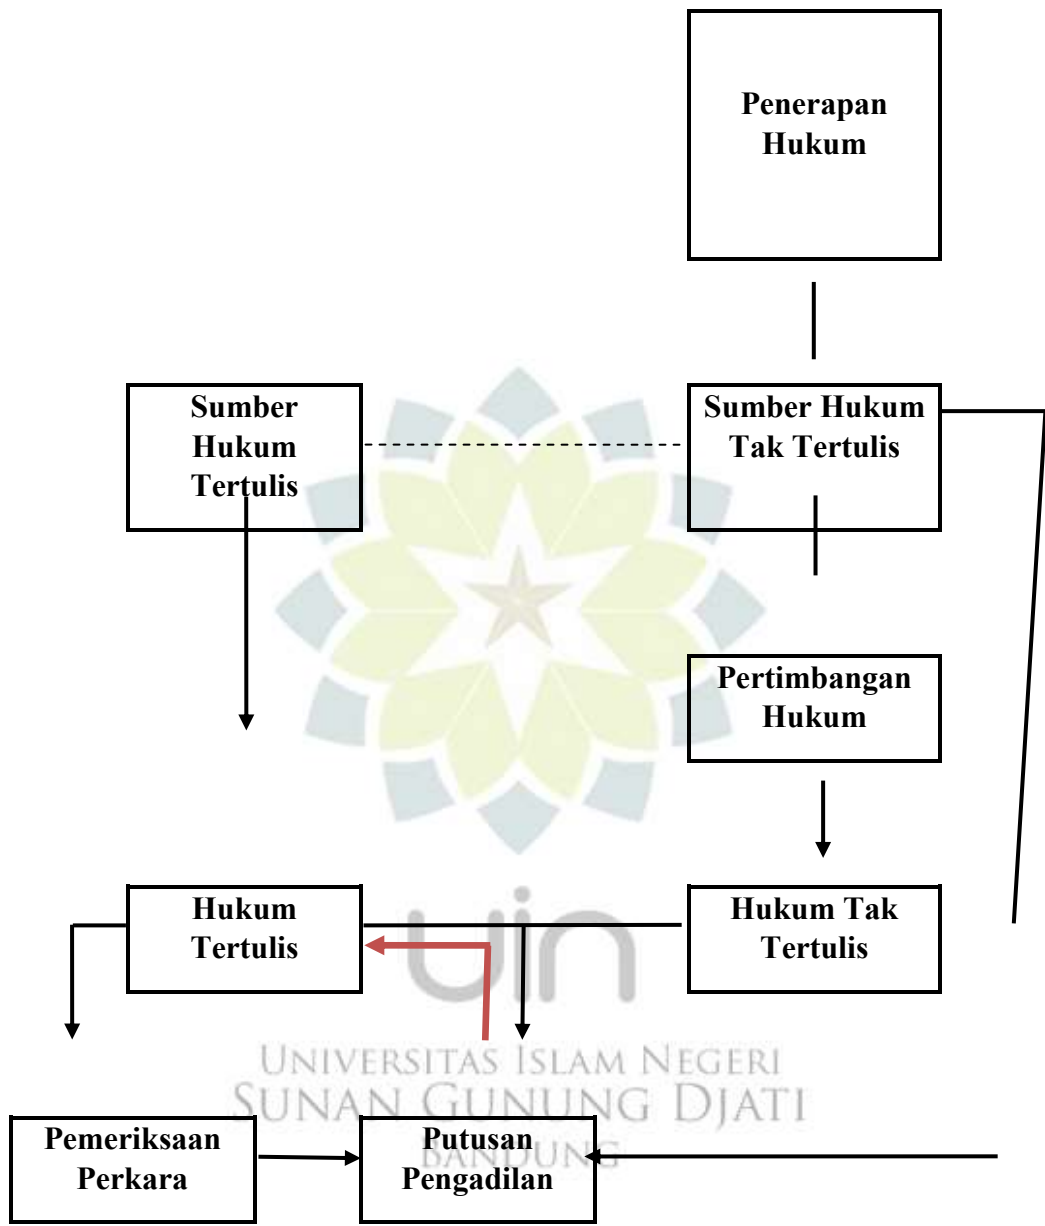 Penerapan
Hukum
Sumber
Hukum
Tertulis
Sumber Hukum
Tak Tertulis
Pertimbangan
Hukum
Hukum
Tertulis
Hukum Tak
Tertulis
uin
UNIVERSITAS ISLAM NEGERI
SUNAN GUNUNG DJATI
BANDUNG
Pemeriksaan
Perkara
Putusan
Pengadilan